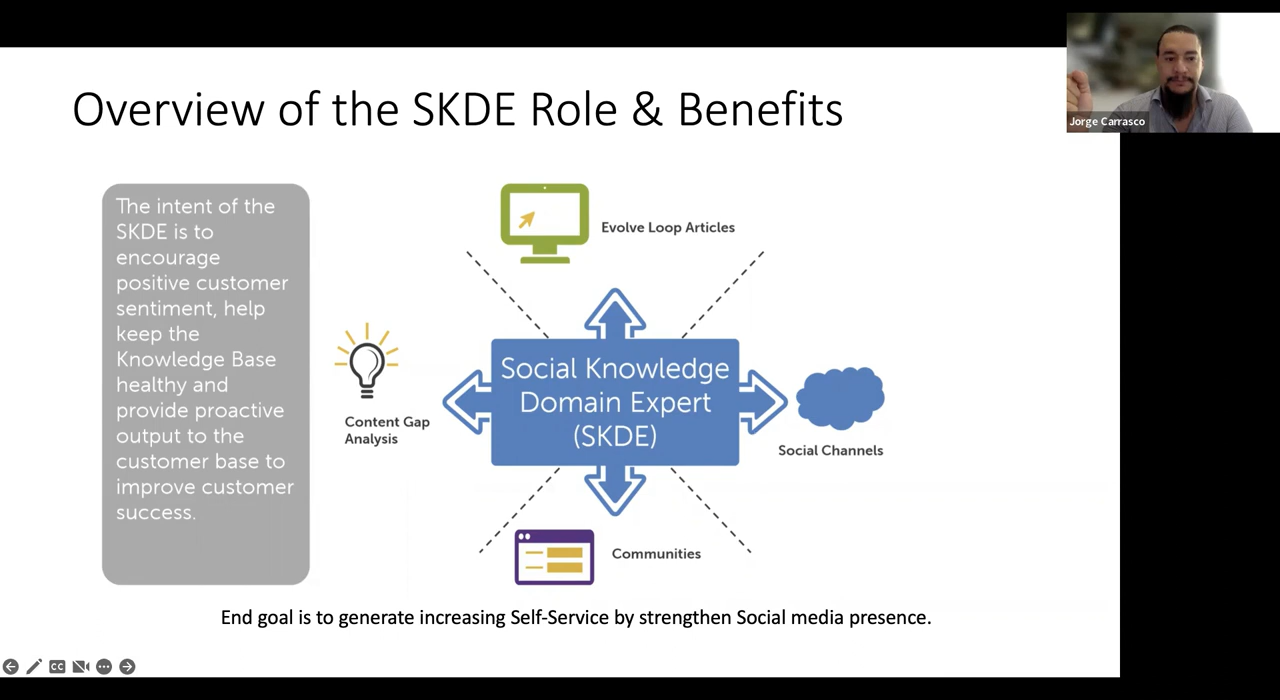 Overview of the SKDE Role & Benefits
Jorge Carrasco
The intent of the
SKDE is to
encourage
positive customer
sentiment, help
keep the
Knowledge Base
healthy and
provide proactive
output to the
customer base to
improve customer
success.
Evolve Loop Articles
Content Gap
Analysis
Social Knowledge
Domain Expert
(SKDE)
Social Channels
Communities
End goal is to generate increasing Self-Service by strengthen Social media presence.
CC